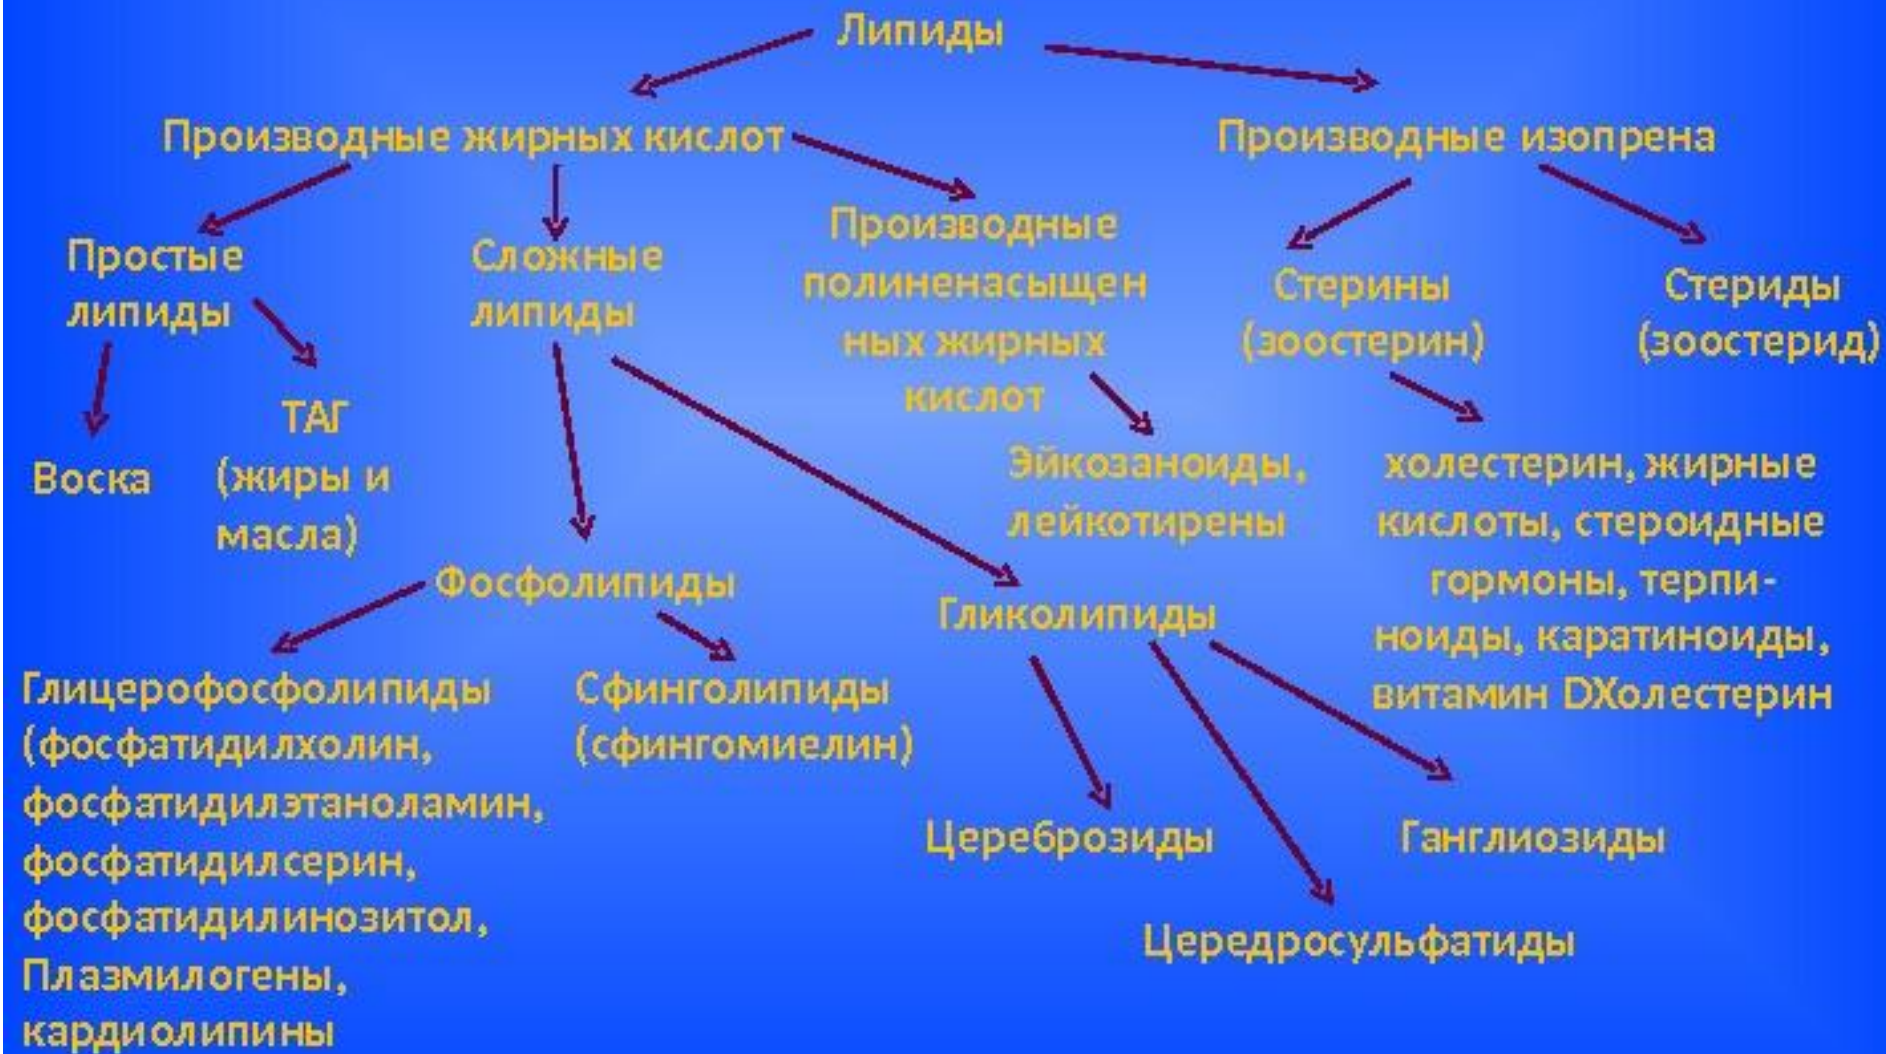 Липиды
Производные жирных кислот
Производные изопрена
Простые
липиды
Сложные
липиды
Производные
полиненасыщен
ных жирных
кислот
Стерины
(зоостерин)
Стериды
(зоостерид)
Воска
ТАГ
(жиры и
масла)
Эйкозаноиды,
лейкотирены
холестерин, жирные
кислоты, стероидные
гормоны, терпи-
ноиды, каратиноиды,
витамин DХолестерин
Фосфолипиды
Гликолипиды
Глицерофосфолипиды
(фосфатидилхолин,
фосфатидилэтаноламин,
фосфатидилсерин,
фосфатидилинозитол,
Плазмилогены,
кардиолипины
Сфинголипиды
(сфингомиелин)
Цереброзиды
Ганглиозиды
Цередросульфатиды